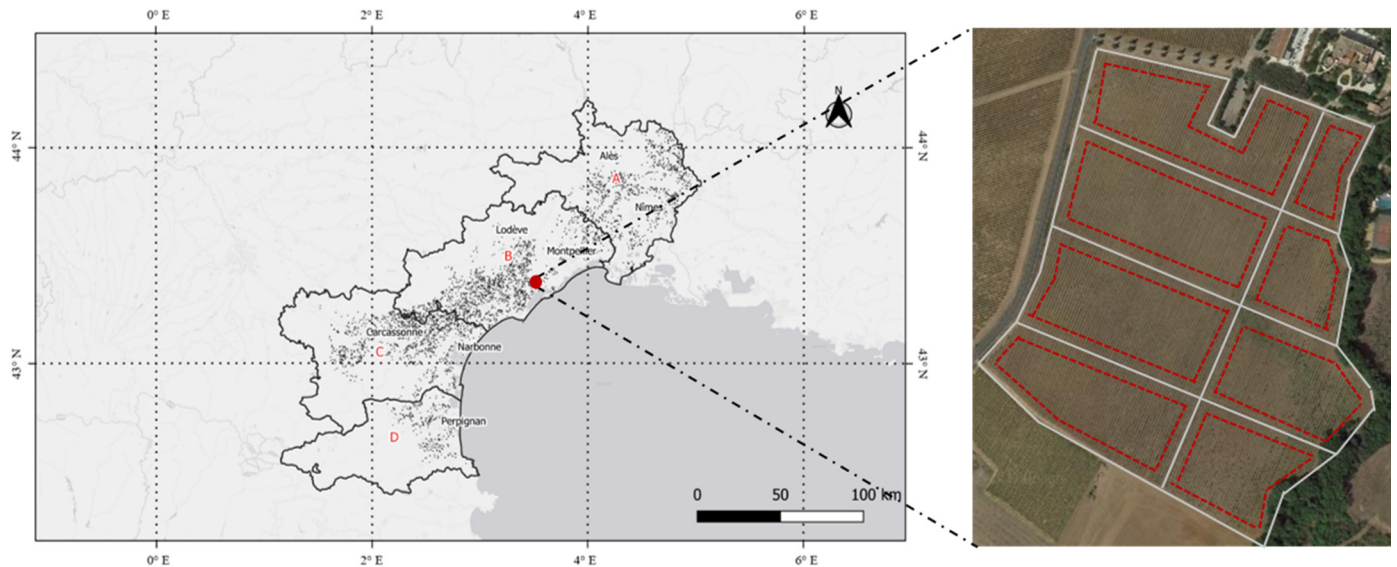 0° E 2° E 4° E 6° E
N
44° N 44° N
Alès
A
Nîmes
Lodève
B
Montpellier
Carcassonne
C
Narbonne
43° N 43° N
Perpignan
D
0 50 100 km
0° E 2° E 4° E 6° E